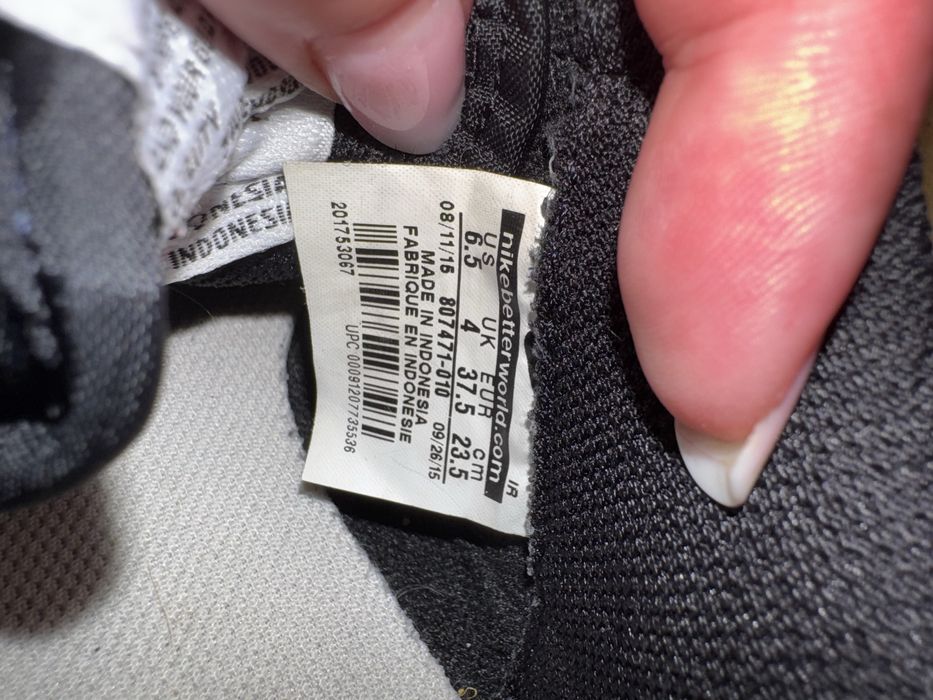 IR
nikebetterworld.com
US UK EUR cm
6.5 4 37.5 23.5
08/11/15 807471-010 09/26/15
MADE IN INDONESIA
FABRIQUE EN INDONESIE
201753067 UPC 00091207735536
INDONESIA